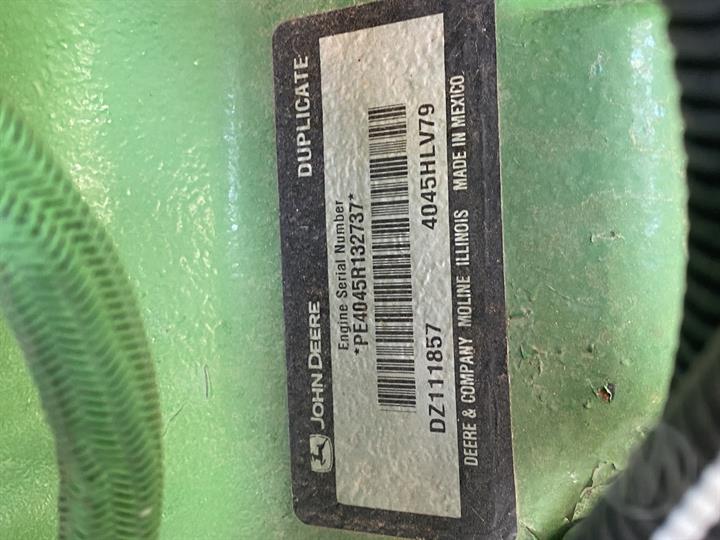 JOHN DEERE DUPLICATE
Engine Serial Number
*PE4045R132737*
DZ111857 4045HLV79
DEERE & COMPANY MOLINE ILLINOIS MADE IN MEXICO